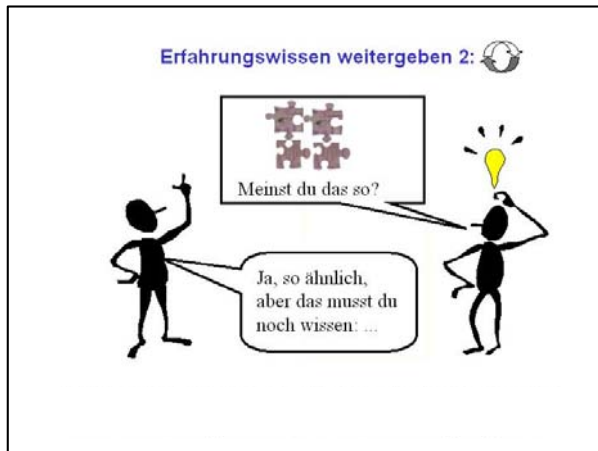 Erfahrungswissen weitergeben 2:
Meinst du das so?
Ja, so ähnlich,
aber das musst du
noch wissen: ...